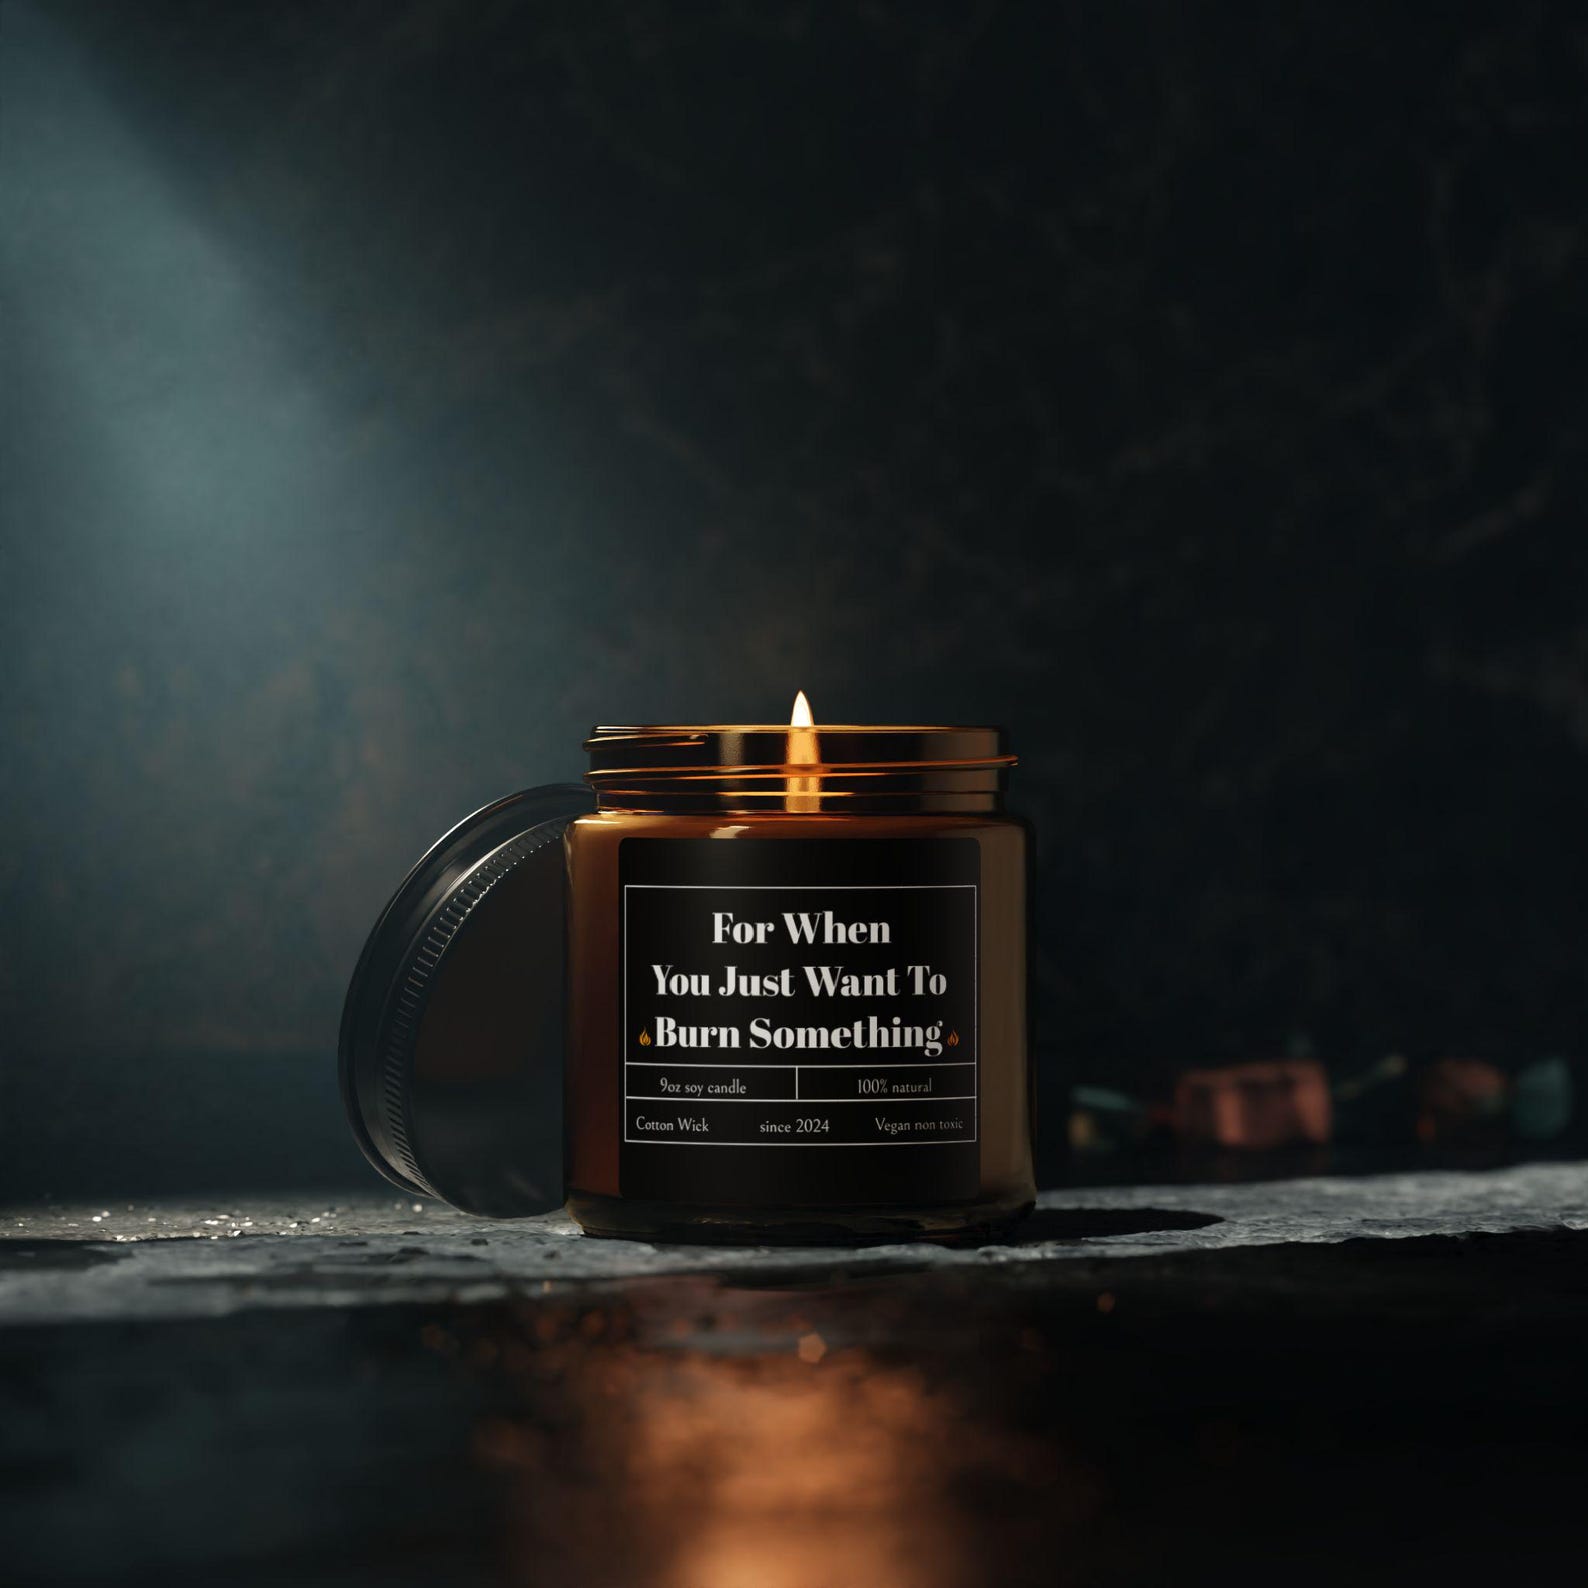 For When
You Just Want To
🔥Burn Something🔥
9oz soy candle 100% natural
Cotton Wick since 2024 Vegan non toxic